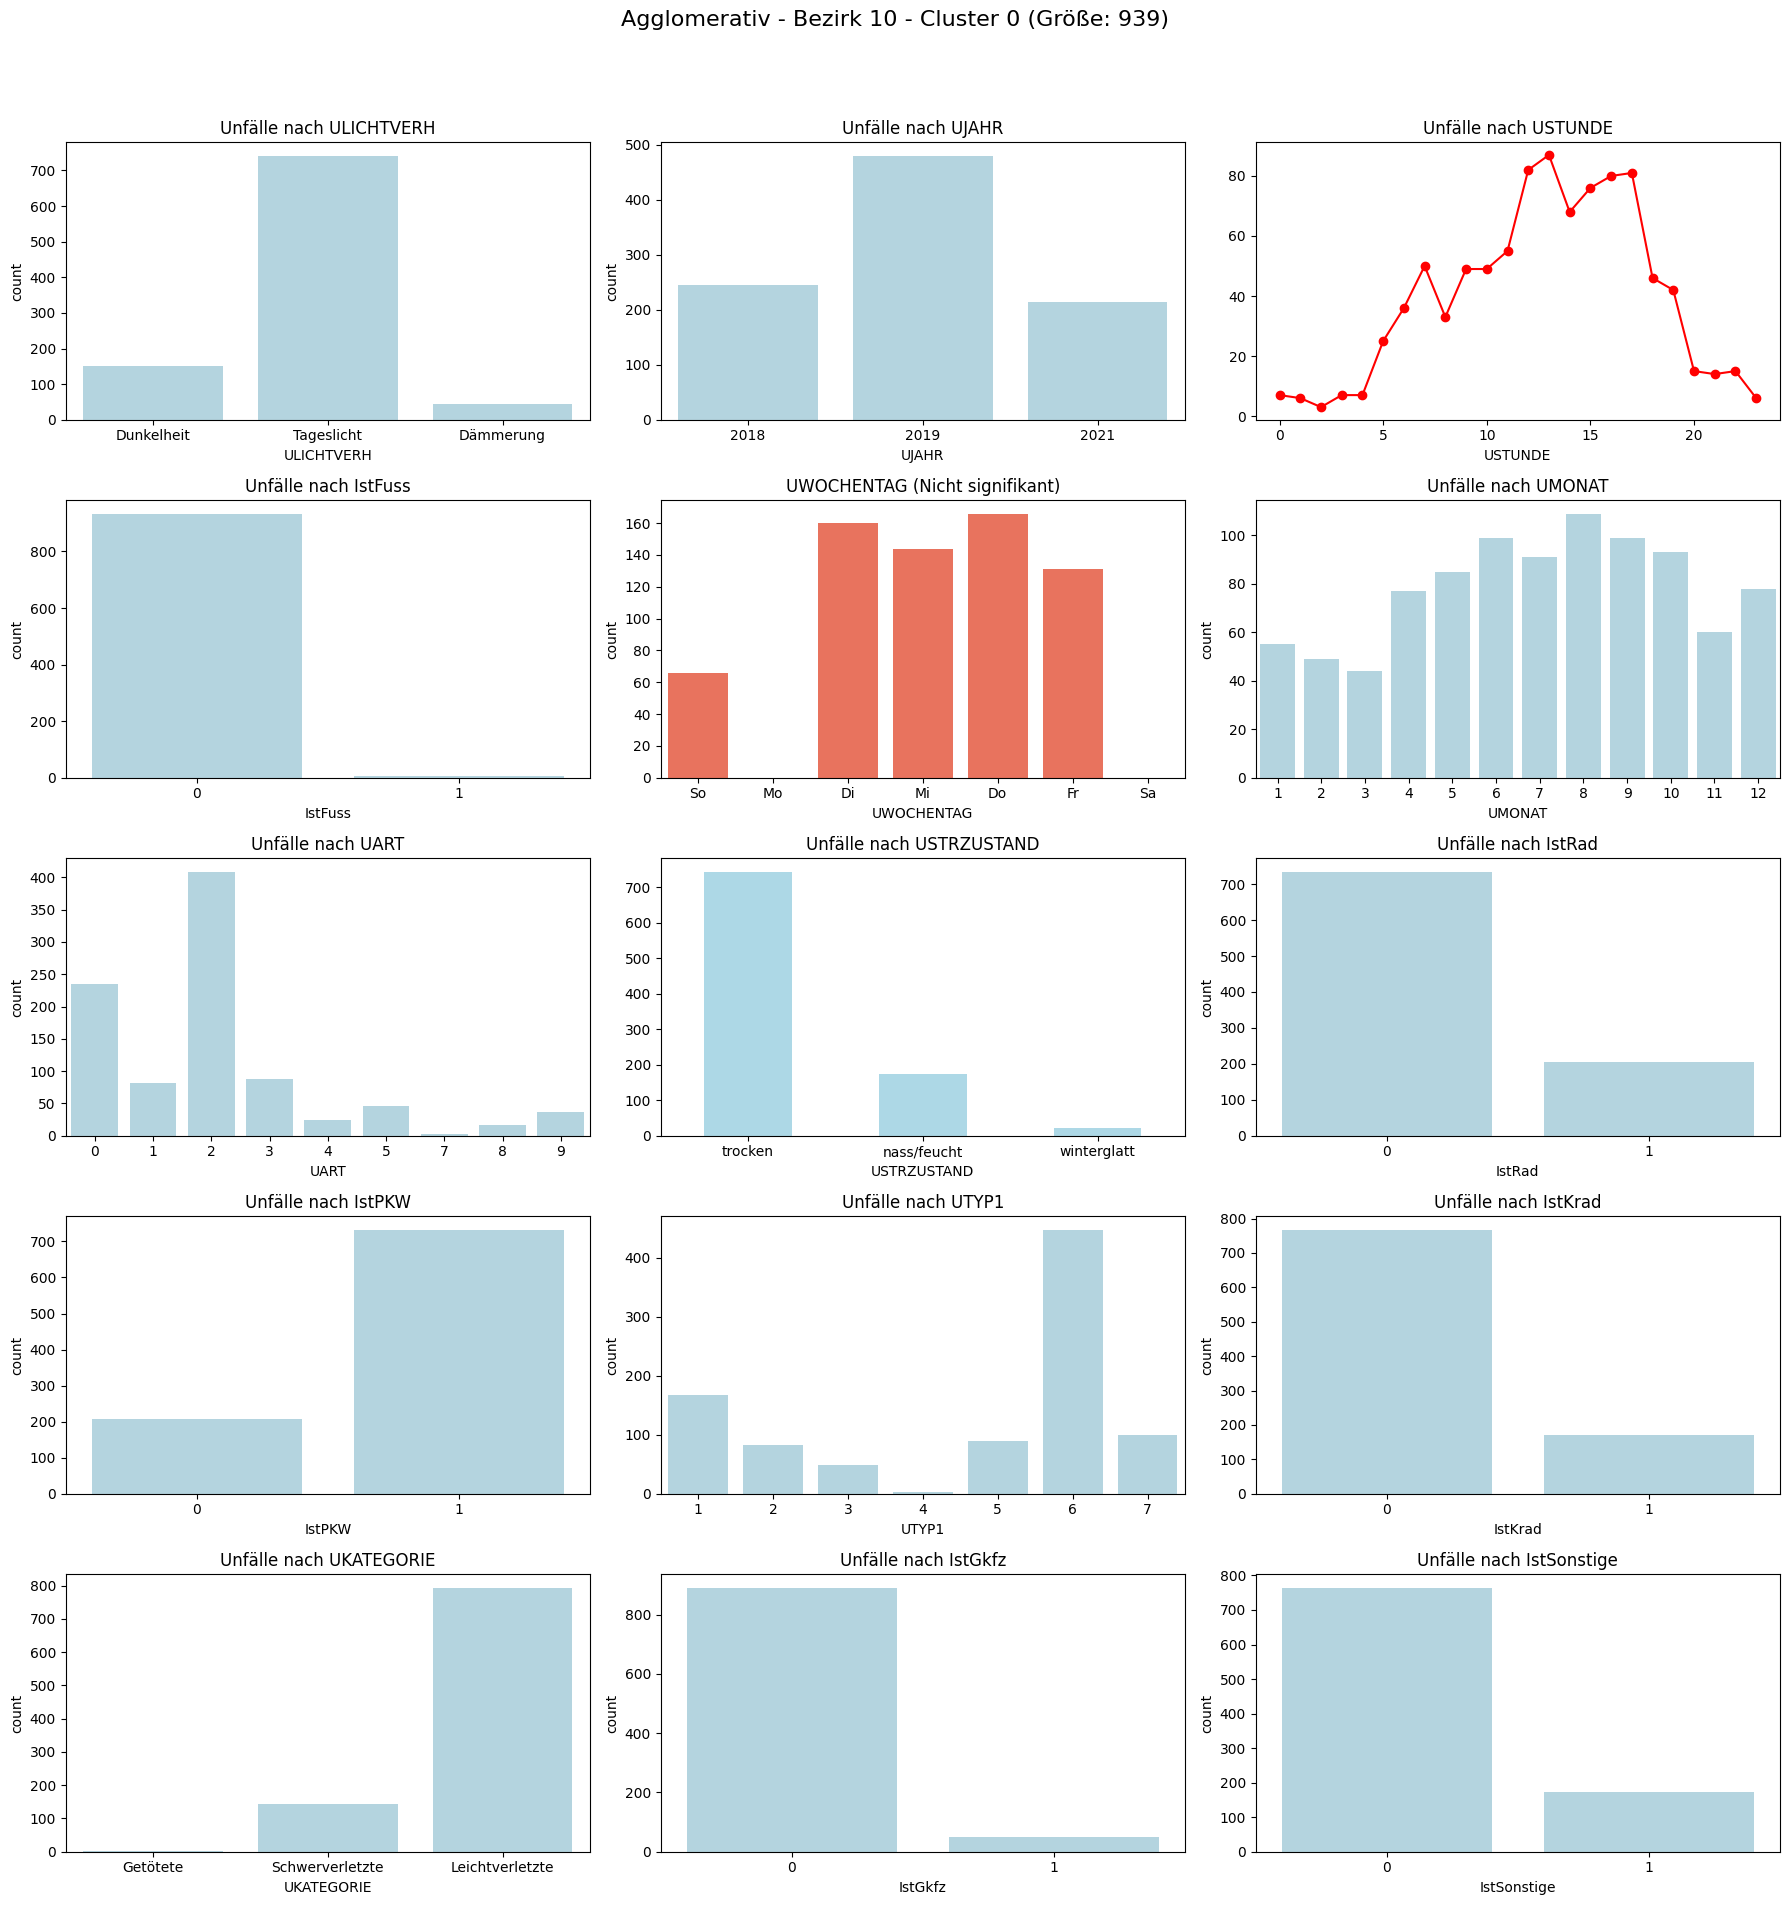 Agglomerativ - Bezirk 10 - Cluster 0 (Größe: 939)
Unfälle nach ULICHTVERH
700
600
500
400
300
200
100
0
count
Dunkelheit Tageslicht Dämmerung
ULICHTVERH
Unfälle nach UJAHR
500
400
300
200
100
0
count
2018 2019 2021
UJAHR
Unfälle nach USTUNDE
80
60
40
20
0
0 5 10 15 20
USTUNDE
Unfälle nach IstFuss
800
600
400
200
0
count
0 1
IstFuss
UWOCHENTAG (Nicht signifikant)
160
140
120
100
80
60
40
20
0
count
So Mo Di Mi Do Fr Sa
UWOCHENTAG
Unfälle nach UMONAT
100
80
60
40
20
0
count
1 2 3 4 5 6 7 8 9 10 11 12
UMONAT
Unfälle nach UART
400
350
300
250
200
150
100
50
0
count
0 1 2 3 4 5 7 8 9
UART
Unfälle nach USTRZUSTAND
700
600
500
400
300
200
100
0
trocken nass/feucht winterglatt
USTRZUSTAND
Unfälle nach IstRad
700
600
500
400
300
200
100
0
count
0 1
IstRad
Unfälle nach IstPKW
700
600
500
400
300
200
100
0
count
0 1
IstPKW
Unfälle nach UTYP1
400
300
200
100
0
count
1 2 3 4 5 6 7
UTYP1
Unfälle nach IstKrad
800
700
600
500
400
300
200
100
0
count
0 1
IstKrad
Unfälle nach UKATEGORIE
800
700
600
500
400
300
200
100
0
count
Getötete Schwerverletzte Leichtverletzte
UKATEGORIE
Unfälle nach IstGkfz
800
600
400
200
0
count
0 1
IstGkfz
Unfälle nach IstSonstige
800
700
600
500
400
300
200
100
0
count
0 1
IstSonstige